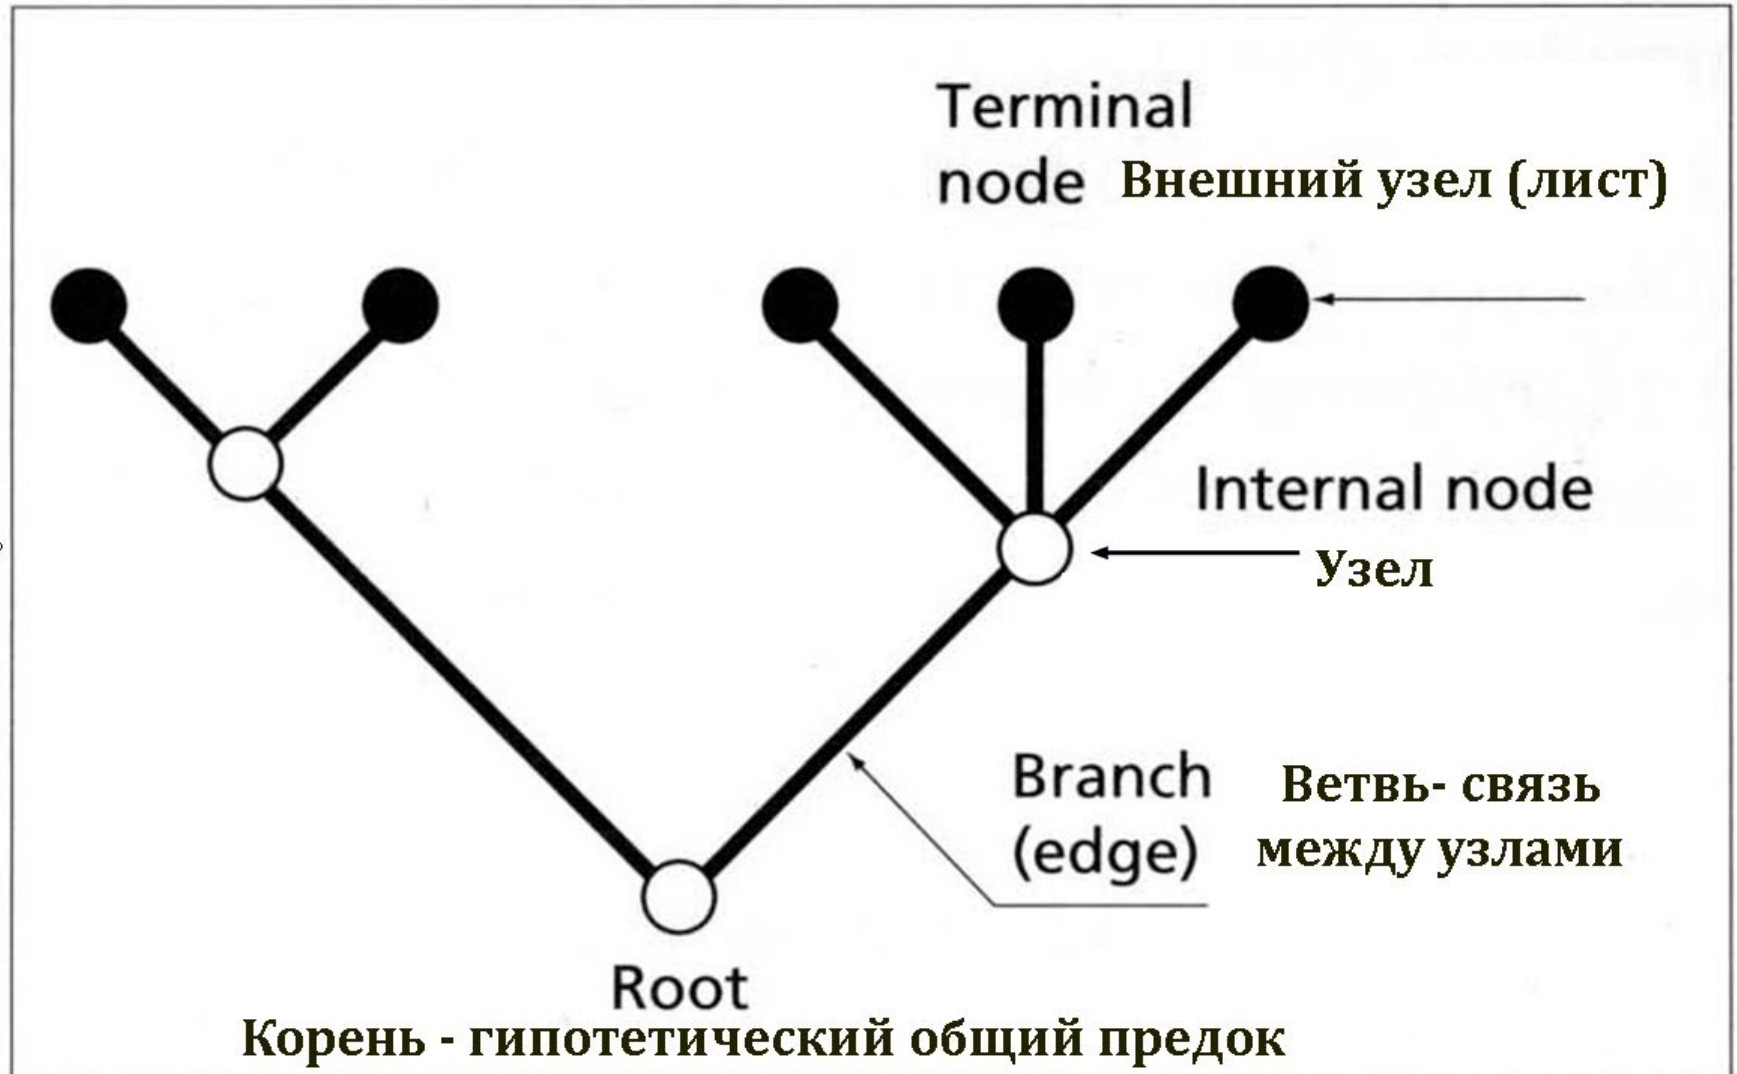 Terminal
node Внешний узел (лист)
Internal node
Узел
Branch Ветвь- связь
(edge) между узлами
Root
Корень - гипотетический общий предок